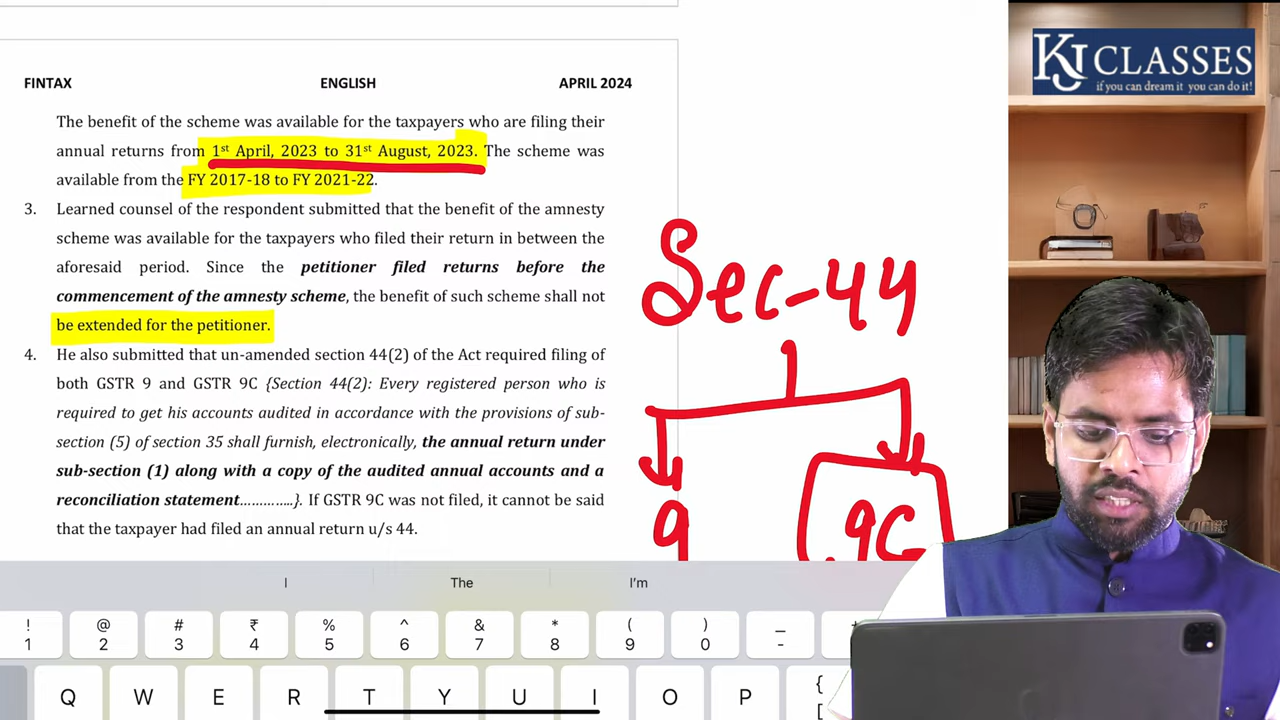 FINTAX ENGLISH APRIL 2024
The benefit of the scheme was available for the taxpayers who are filing their
annual returns from 1st April, 2023 to 31st August, 2023. The scheme was
available from the FY 2017-18 to FY 2021-22.
3. Learned counsel of the respondent submitted that the benefit of the amnesty
scheme was available for the taxpayers who filed their return in between the
aforesaid period. Since the petitioner filed returns before the
commencement of the amnesty scheme, the benefit of such scheme shall not
be extended for the petitioner.
4. He also submitted that un-amended section 44(2) of the Act required filing of
both GSTR 9 and GSTR 9C {Section 44(2): Every registered person who is
required to get his accounts audited in accordance with the provisions of sub-
section (5) of section 35 shall furnish, electronically, the annual return under
sub-section (1) along with a copy of the audited annual accounts and a
reconciliation statement…………..}. If GSTR 9C was not filed, it cannot be said
that the taxpayer had filed an annual return u/s 44.
Sec-44
9 9C
KJ CLASSES
if you can dream it you can do it!
I The I'm
! @ # ₹ % ^ & * ( ) _
1 2 3 4 5 6 7 8 9 0 -
Q W E R T Y U I O P {
[